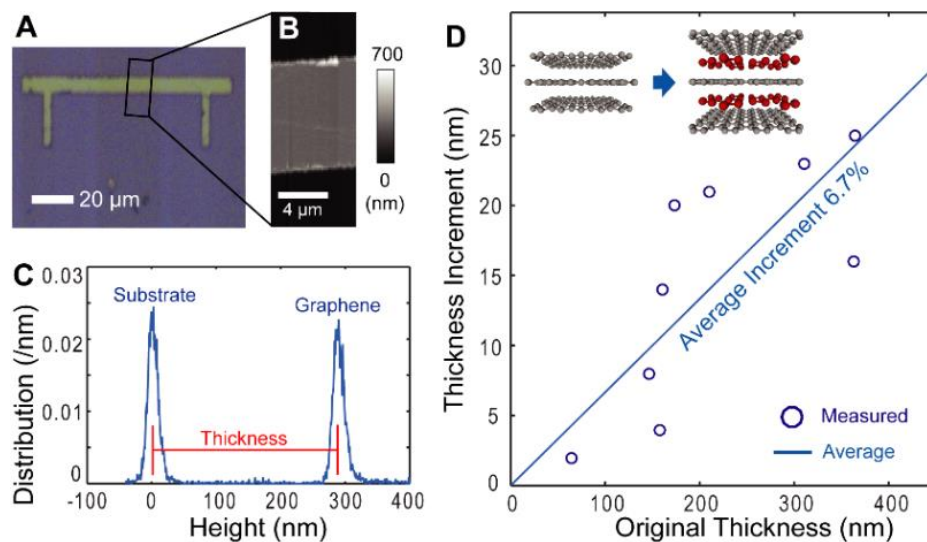 A
20 µm
B
700
0
(nm)
4 µm
C
Distribution (/nm)
0.03
0.02
0.01
0
Substrate
Graphene
Thickness
-100
0
100
200
300
400
Height (nm)
D
Thickness Increment (nm)
30
25
20
15
10
5
0
Average Increment 6.7%
Measured
Average
0
100
200
300
400
Original Thickness (nm)